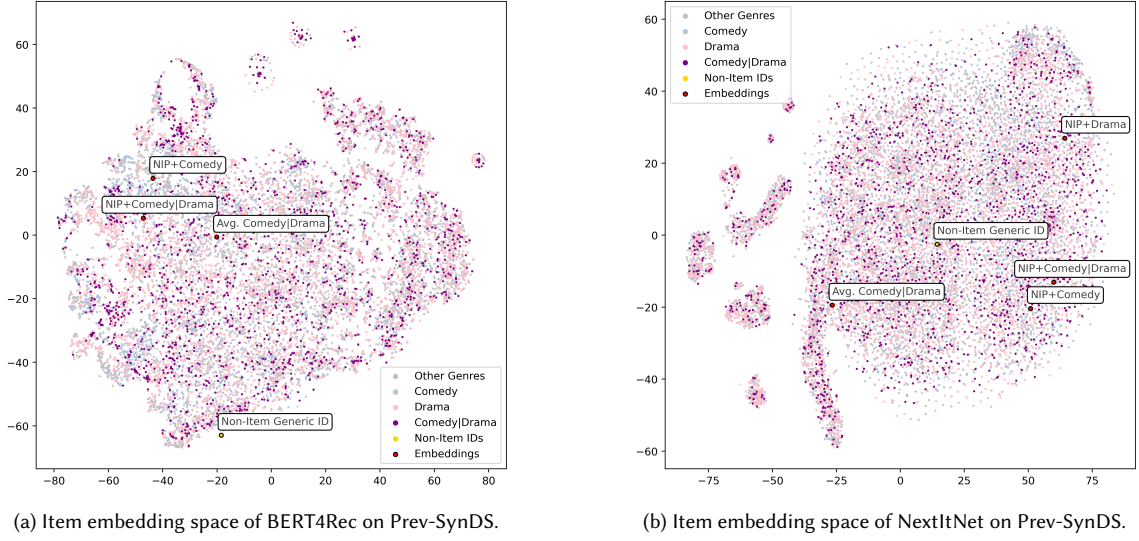 60
40
20
0
−20
−40
−60
−80
−60
−40
−20
0
20
40
60
80
NIP+Comedy
NIP+Comedy|Drama
Avg. Comedy|Drama
Non-Item Generic ID
Other Genres
Comedy
Drama
Comedy|Drama
Non-Item IDs
Embeddings
(a) Item embedding space of BERT4Rec on Prev-SynDS.
60
40
20
0
−20
−40
−60
−75
−50
−25
0
25
50
75
Other Genres
Comedy
Drama
Comedy|Drama
Non-Item IDs
Embeddings
NIP+Drama
Non-Item Generic ID
NIP+Comedy|Drama
Avg. Comedy|Drama
NIP+Comedy
(b) Item embedding space of NextItNet on Prev-SynDS.